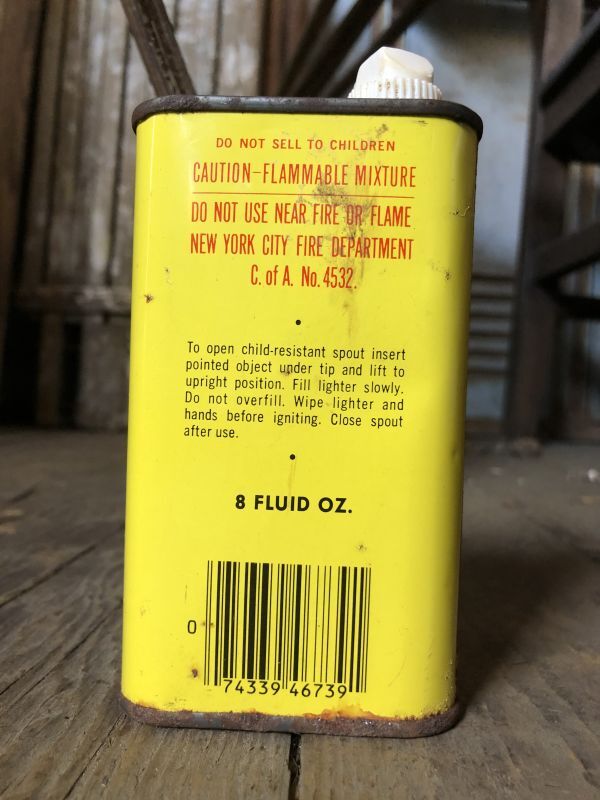 DO NOT SELL TO CHILDREN
CAUTION-FLAMMABLE MIXTURE
DO NOT USE NEAR FIRE OR FLAME
NEW YORK CITY FIRE DEPARTMENT
C. of A. No. 4532.
•
To open child-resistant spout insert
pointed object under tip and lift to
upright position. Fill lighter slowly.
Do not overfill. Wipe lighter and
hands before igniting. Close spout
after use.
•
8 FLUID OZ.
0 74339 46739